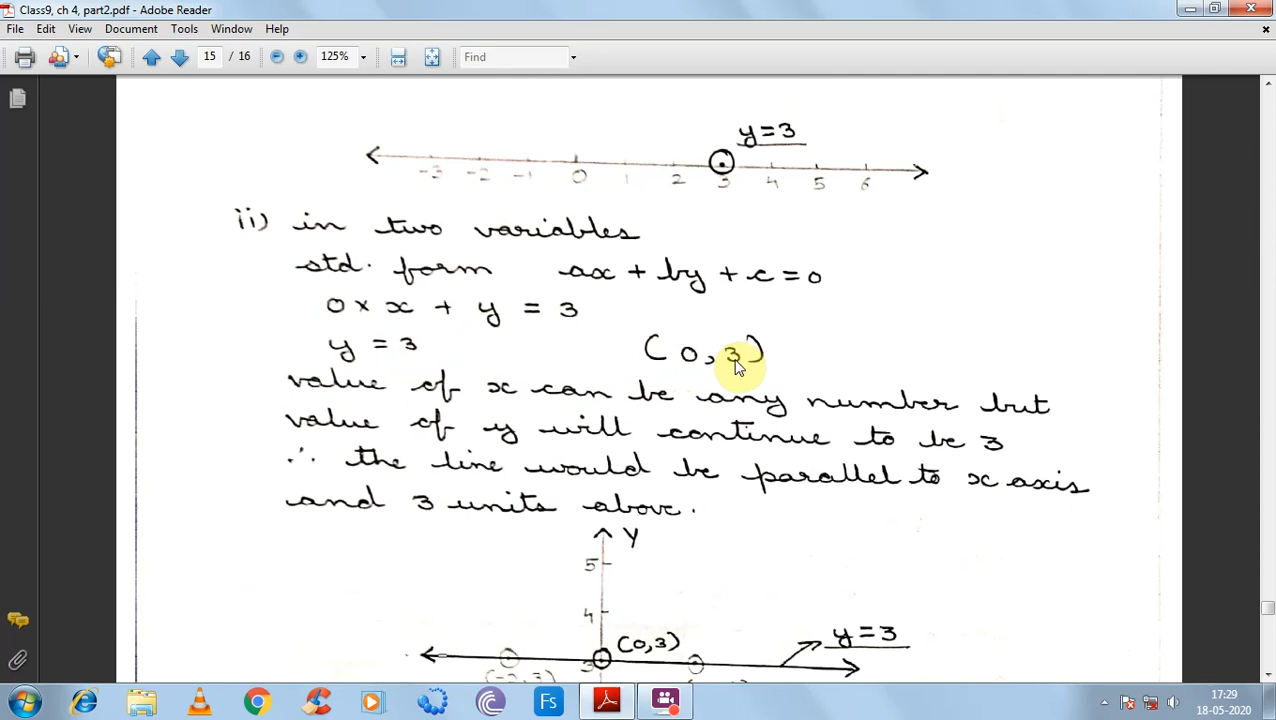 Class9, ch 4, part2.pdf - Adobe Reader
File Edit View Document Tools Window Help
15 / 16 125% Find
y=3
-3 -2 -1 0 1 2 3 4 5 6
ii) in two variables
std. form ax + by + c = 0
0 × x + y = 3
y = 3 (0, 3)
value of x can be any number but
value of y will continue to be 3
∴ the line would be parallel to x axis
and 3 units above.
Y
5
4
(0,3) y=3
3
(-2,3)
Fs
17:29
18-05-2020